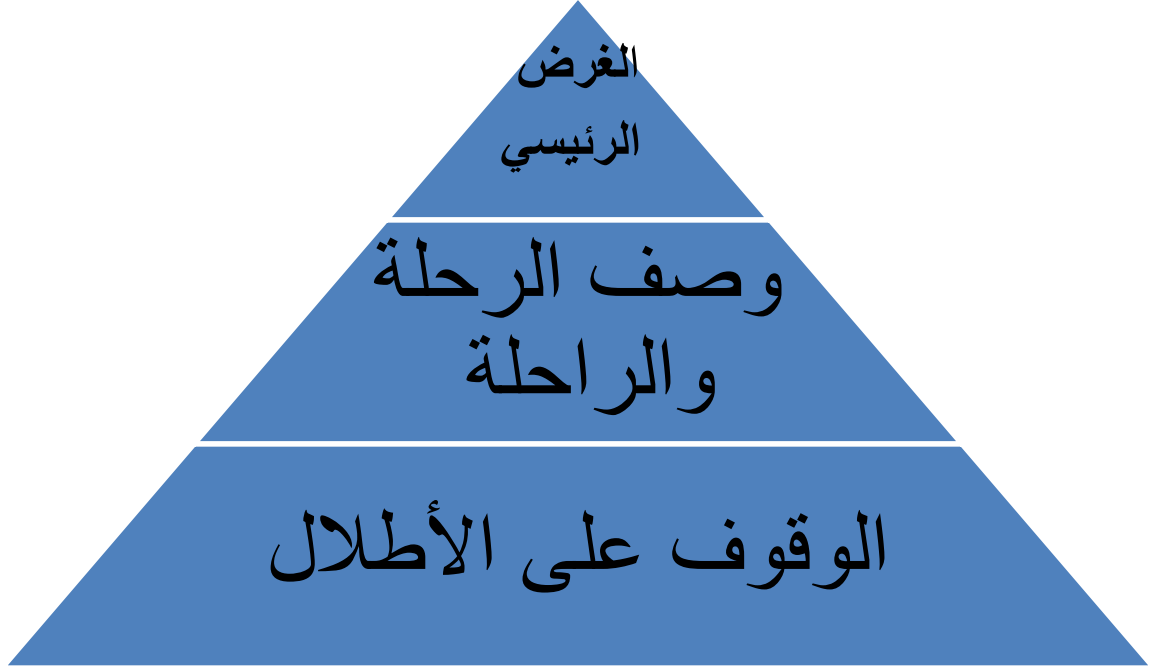 الغرض
الرئيسي
وصف الرحلة
والراحلة
الوقوف على الأطلال